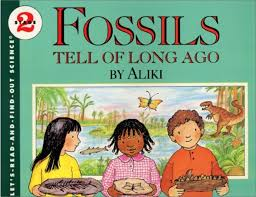 2
FOSSILS
TELL OF LONG AGO
BY ALIKI
LET'S-READ-AND-FIND-OUT SCIENCE®